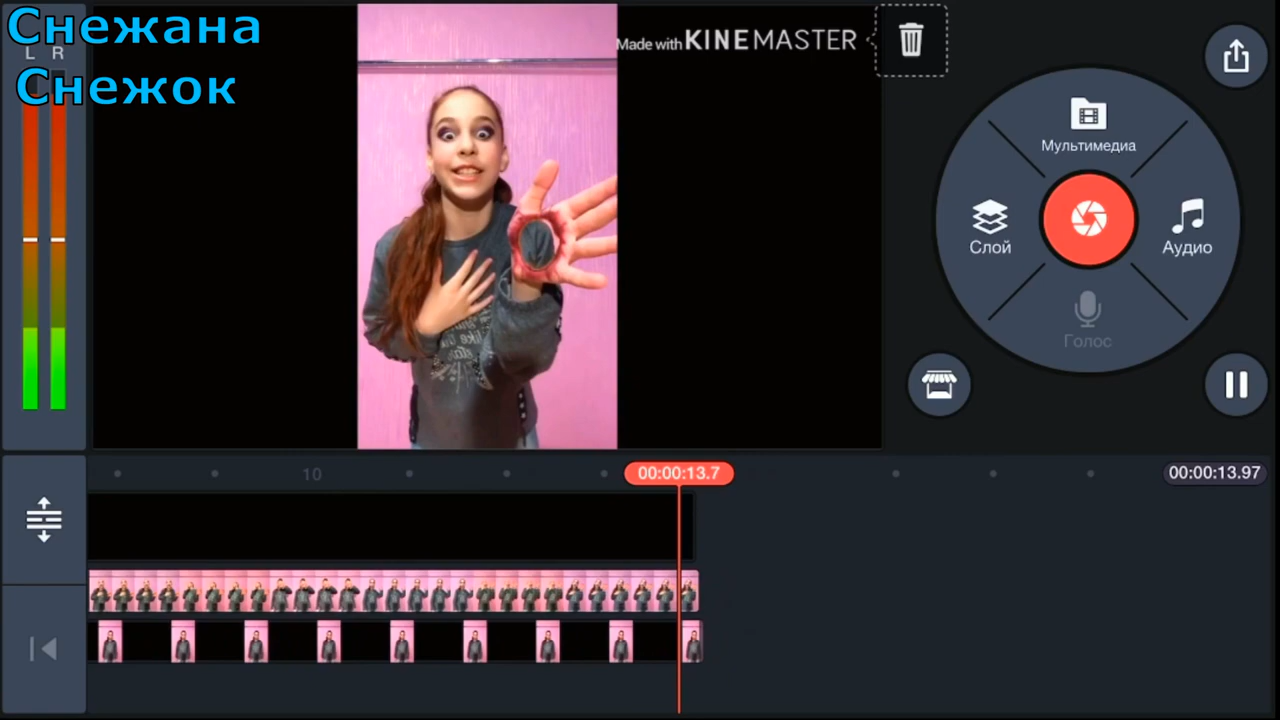 Снежана
L R
Снежок
Made with KINEMASTER
Мультимедиа
Слой
Аудио
Голос
10
00:00:13.7
00:00:13.97